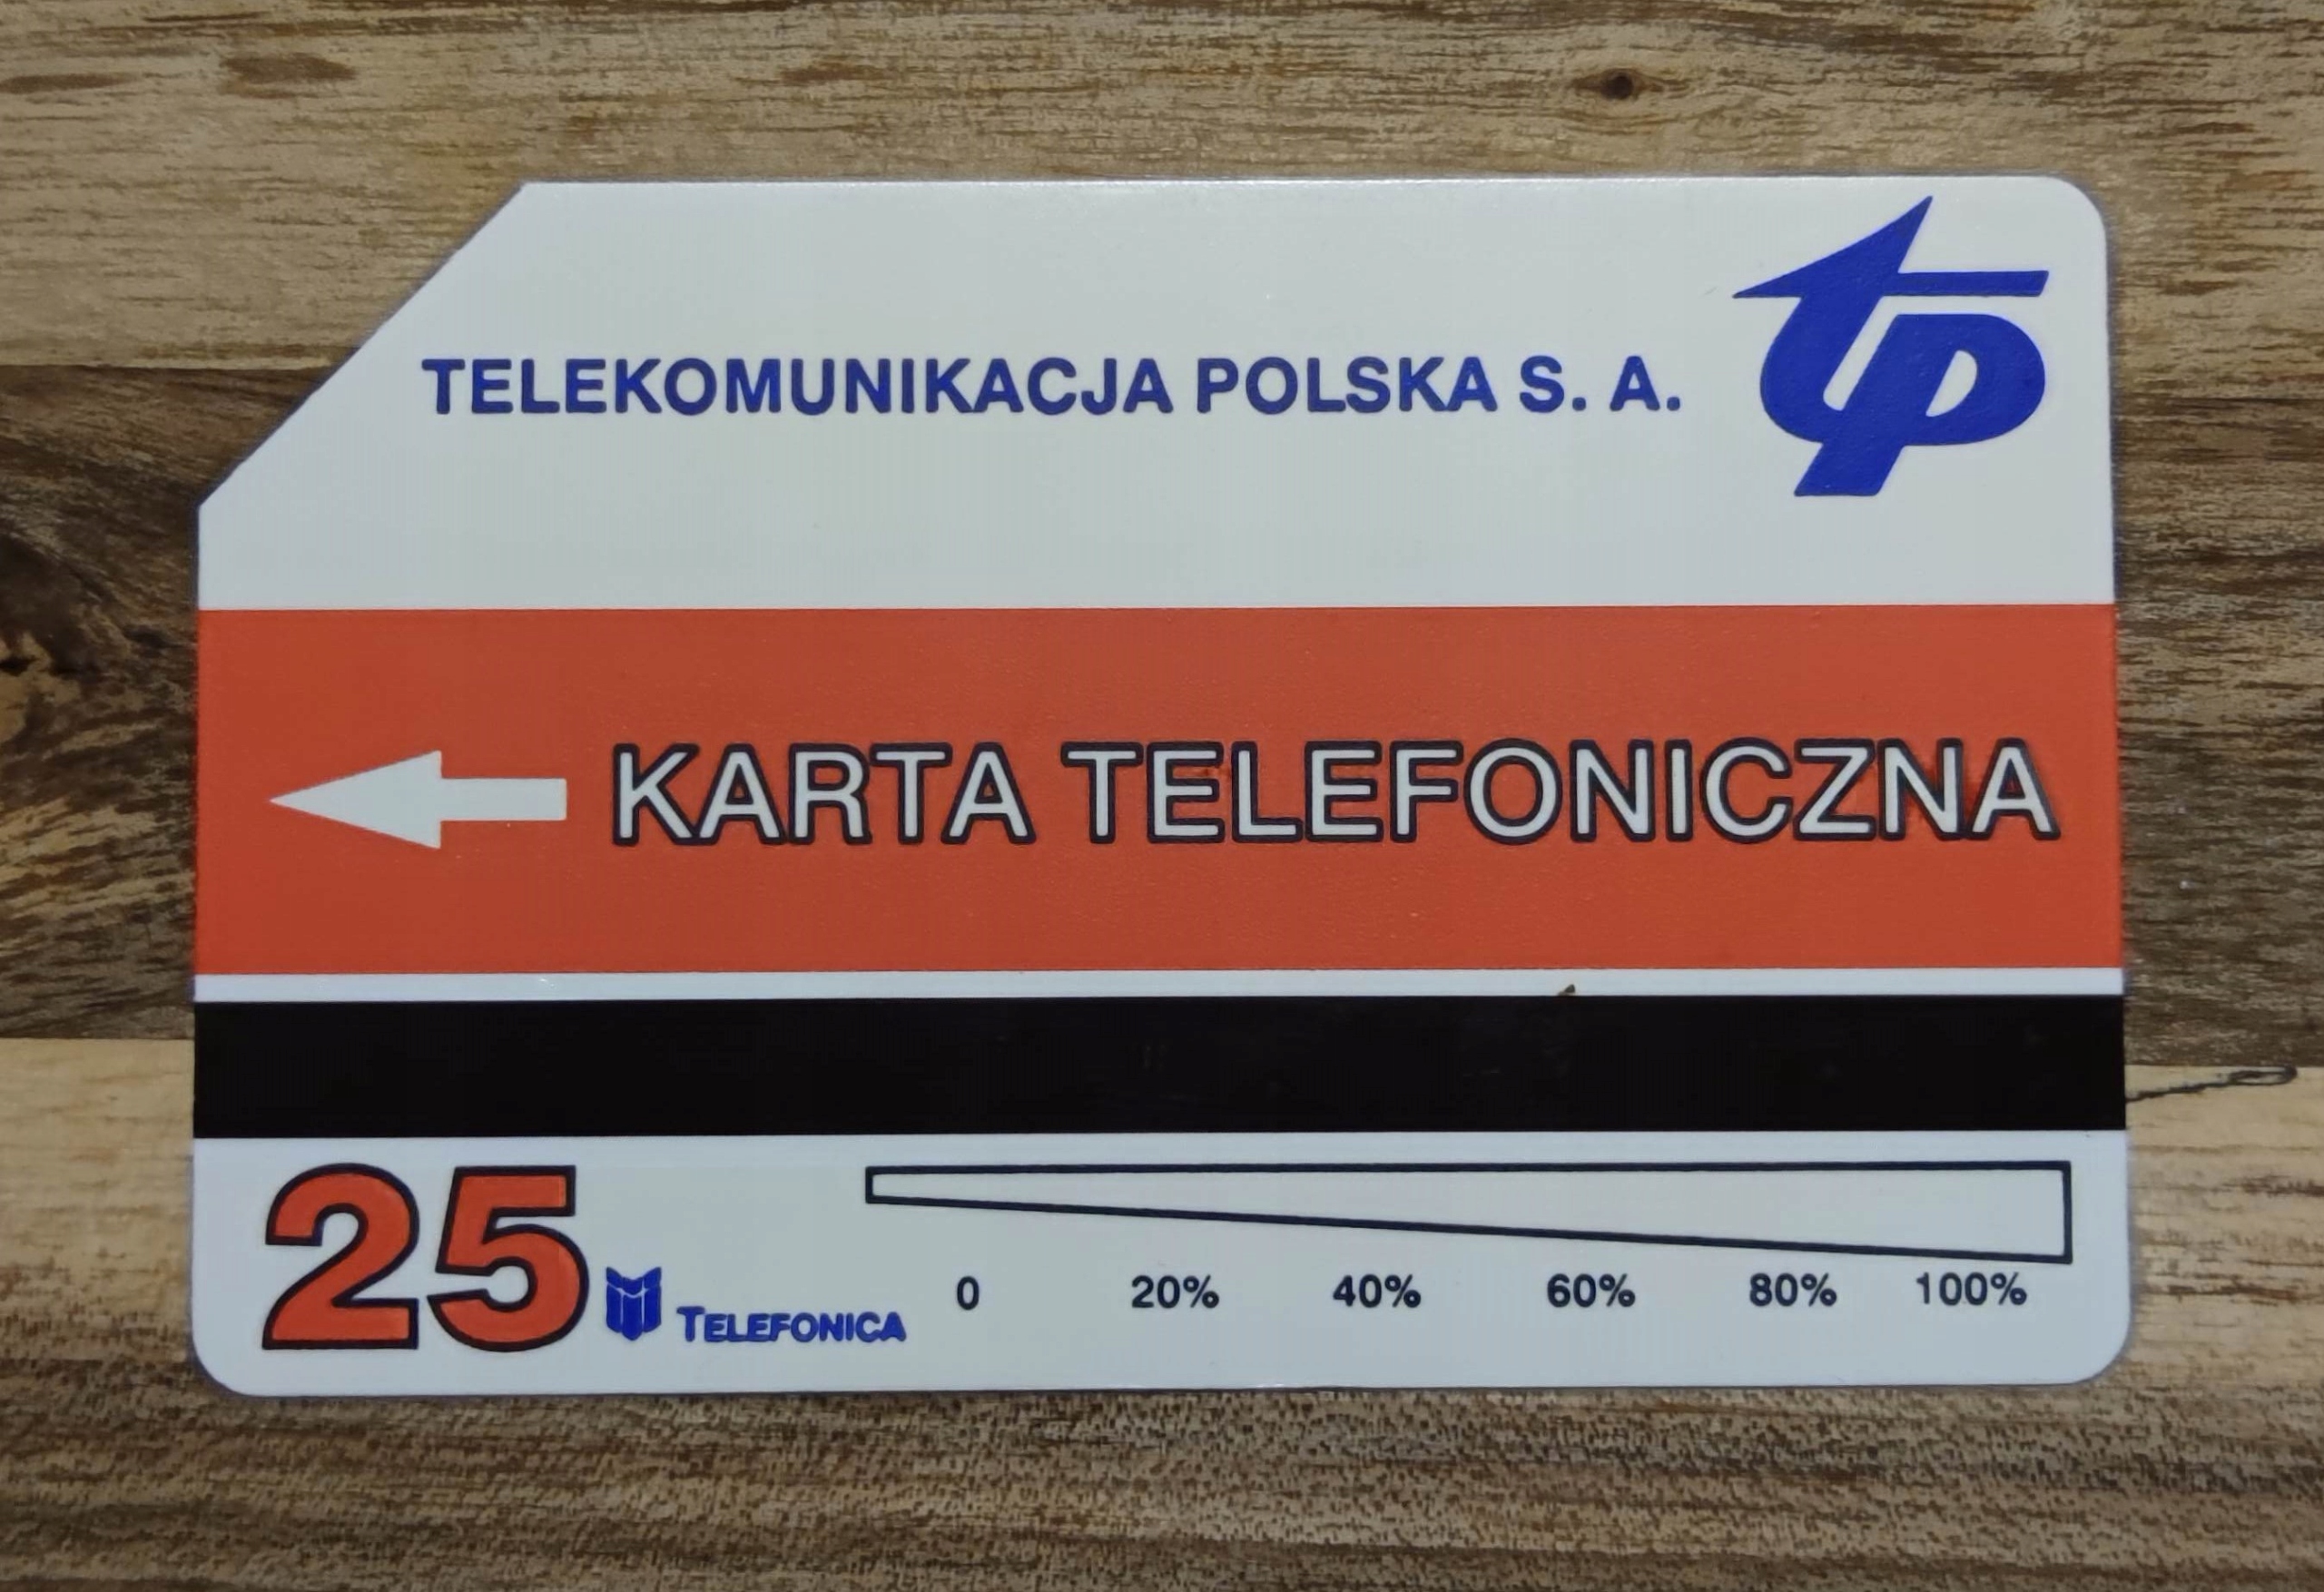 TELEKOMUNIKACJA POLSKA S. A.
tp
KARTA TELEFONICZNA
25 TELEFONICA
0 20% 40% 60% 80% 100%